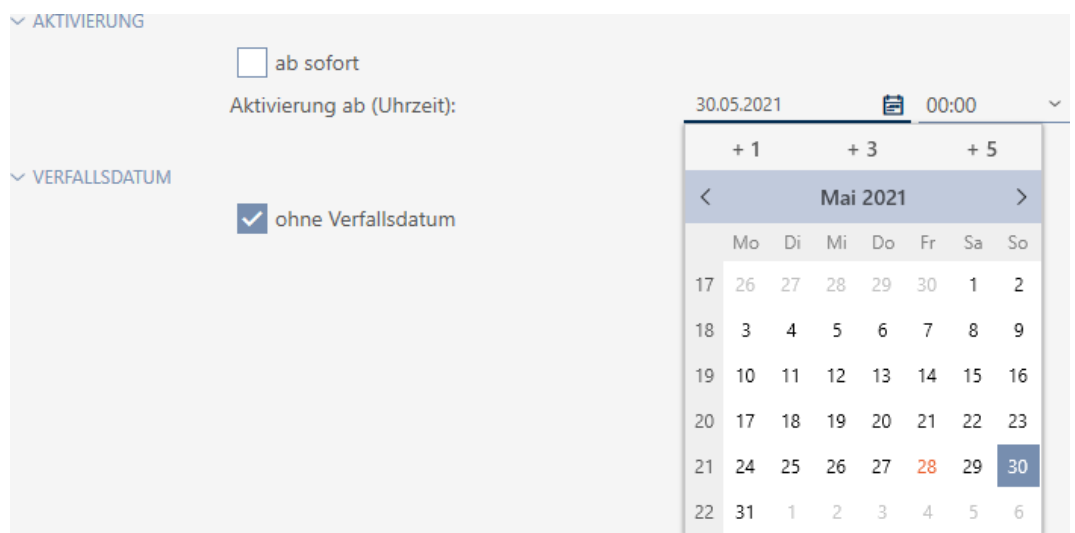 AKTIVIERUNG
ab sofort
Aktivierung ab (Uhrzeit): 30.05.2021 00:00
+ 1 + 3 + 5
VERFALLSDATUM
ohne Verfallsdatum
Mai 2021
Mo Di Mi Do Fr Sa So
17 26 27 28 29 30 1 2
18 3 4 5 6 7 8 9
19 10 11 12 13 14 15 16
20 17 18 19 20 21 22 23
21 24 25 26 27 28 29 30
22 31 1 2 3 4 5 6